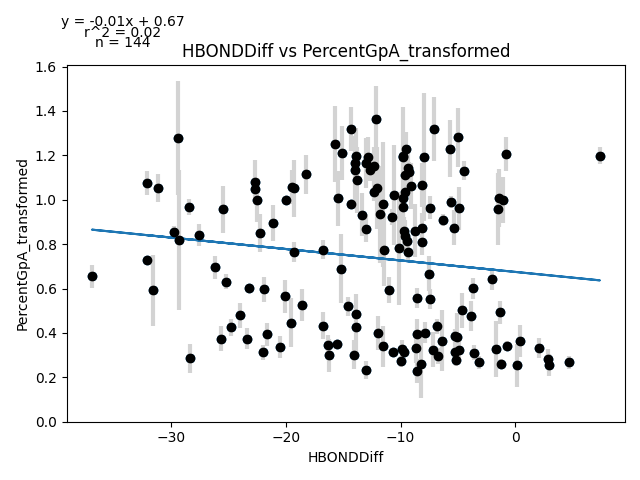 y = -0.01x + 0.67
r^2 = 0.02
n = 144
HBONDDiff vs PercentGpA_transformed
1.6
1.4
1.2
1.0
0.8
0.6
0.4
0.2
0.0
PercentGpA_transformed
−30
−20
−10
0
HBONDDiff